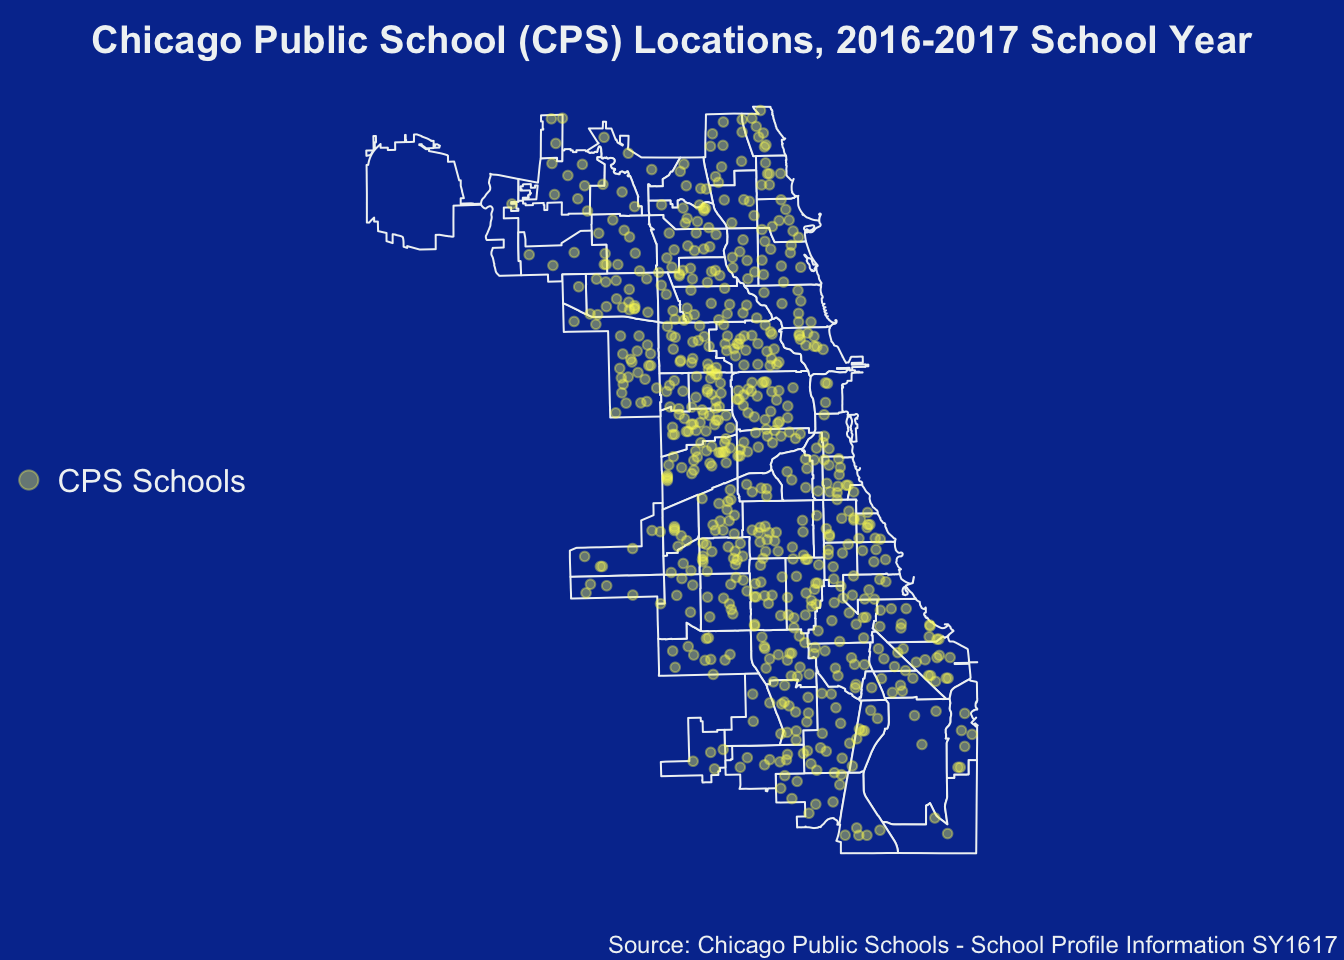 Chicago Public School (CPS) Locations, 2016-2017 School Year
CPS Schools
Source: Chicago Public Schools - School Profile Information SY1617